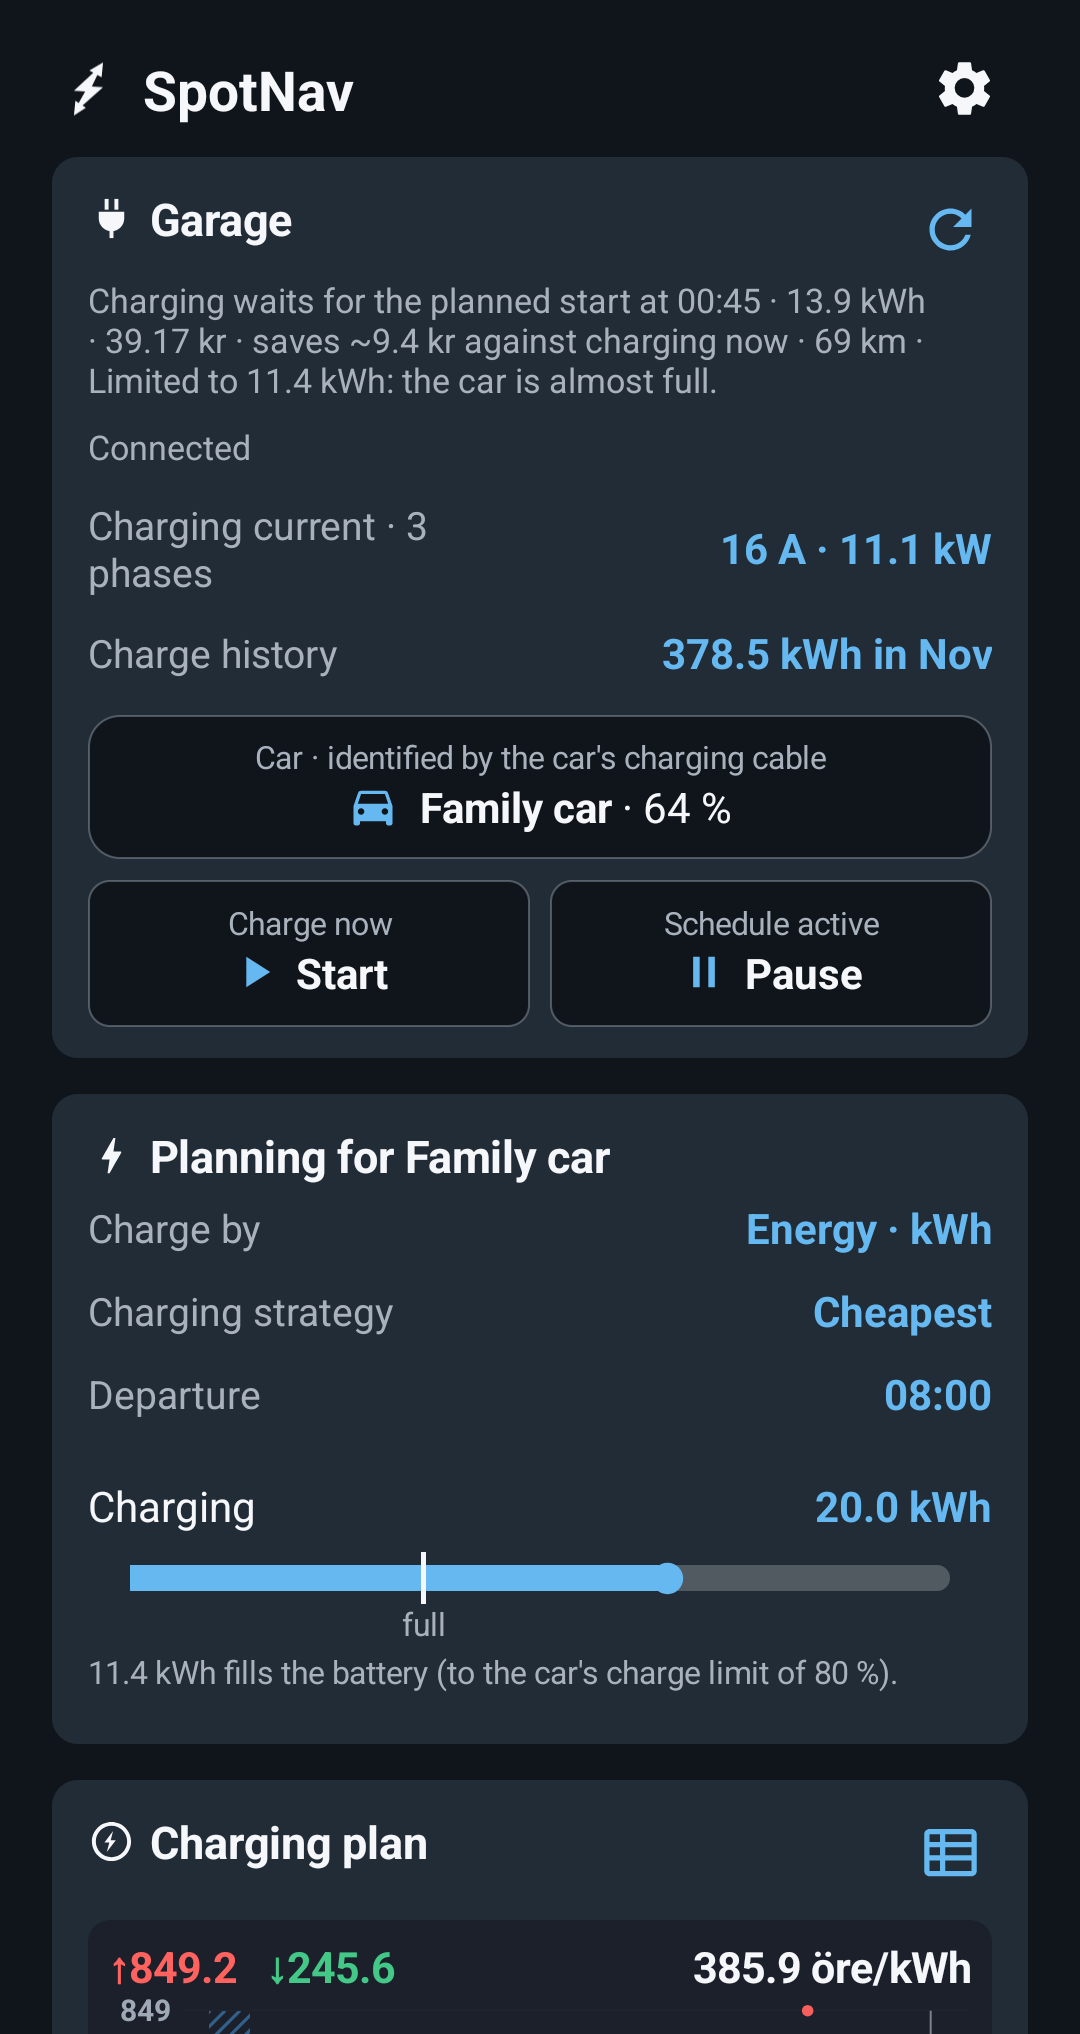 SpotNav
Garage
Charging waits for the planned start at 00:45 · 13.9 kWh
· 39.17 kr · saves ~9.4 kr against charging now · 69 km ·
Limited to 11.4 kWh: the car is almost full.
Connected
Charging current · 3
phases
16 A · 11.1 kW
Charge history
378.5 kWh in Nov
Car · identified by the car's charging cable
Family car · 64 %
Charge now
Start
Schedule active
Pause
Planning for Family car
Charge by
Energy · kWh
Charging strategy
Cheapest
Departure
08:00
Charging
20.0 kWh
full
11.4 kWh fills the battery (to the car's charge limit of 80 %).
Charging plan
↑849.2 ↓245.6
385.9 öre/kWh
849